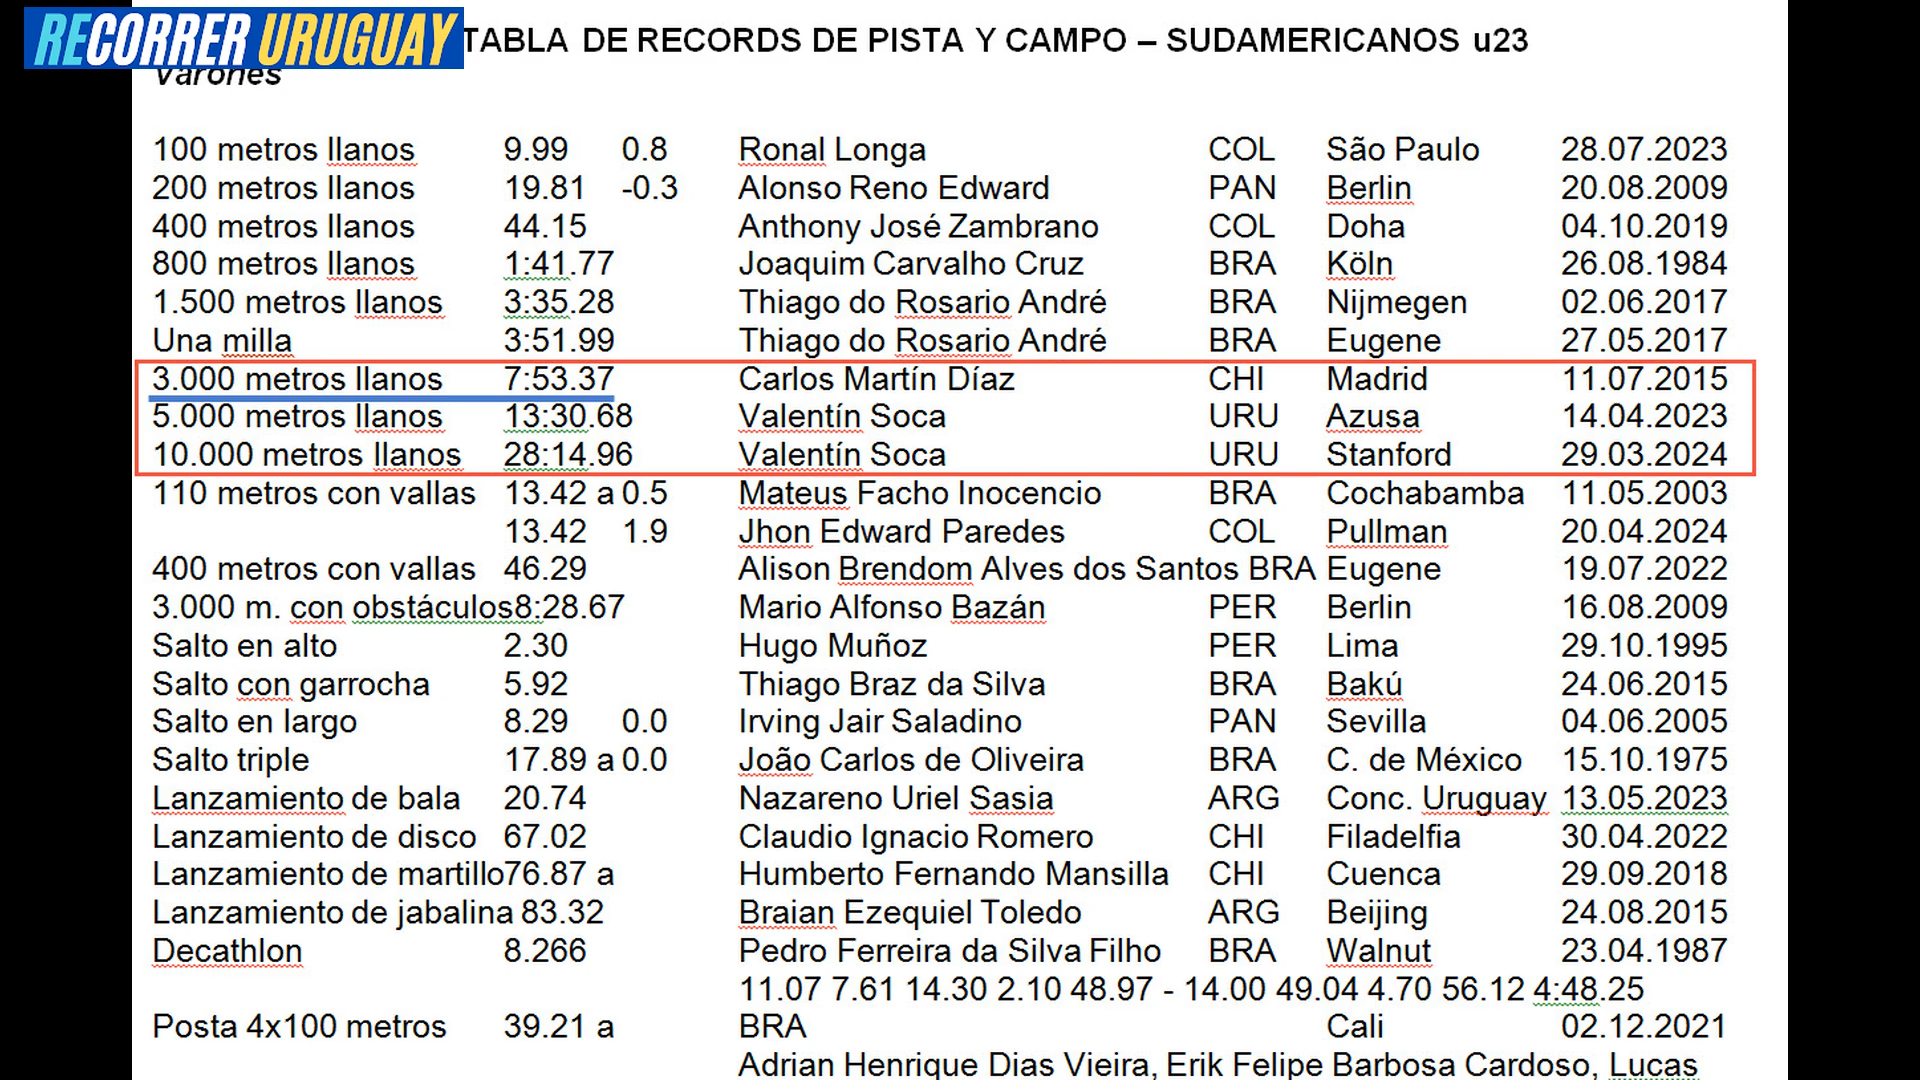 RECORRER URUGUAY TABLA DE RECORDS DE PISTA Y CAMPO – SUDAMERICANOS u23
Varones
100 metros llanos 9.99 0.8 Ronal Longa COL São Paulo 28.07.2023
200 metros llanos 19.81 -0.3 Alonso Reno Edward PAN Berlin 20.08.2009
400 metros llanos 44.15 Anthony José Zambrano COL Doha 04.10.2019
800 metros llanos 1:41.77 Joaquim Carvalho Cruz BRA Köln 26.08.1984
1.500 metros llanos 3:35.28 Thiago do Rosario André BRA Nijmegen 02.06.2017
Una milla 3:51.99 Thiago do Rosario André BRA Eugene 27.05.2017
3.000 metros llanos 7:53.37 Carlos Martín Díaz CHI Madrid 11.07.2015
5.000 metros llanos 13:30.68 Valentín Soca URU Azusa 14.04.2023
10.000 metros llanos 28:14.96 Valentín Soca URU Stanford 29.03.2024
110 metros con vallas 13.42 a 0.5 Mateus Facho Inocencio BRA Cochabamba 11.05.2003
13.42 1.9 Jhon Edward Paredes COL Pullman 20.04.2024
400 metros con vallas 46.29 Alison Brendom Alves dos Santos BRA Eugene 19.07.2022
3.000 m. con obstáculos8:28.67 Mario Alfonso Bazán PER Berlin 16.08.2009
Salto en alto 2.30 Hugo Muñoz PER Lima 29.10.1995
Salto con garrocha 5.92 Thiago Braz da Silva BRA Bakú 24.06.2015
Salto en largo 8.29 0.0 Irving Jair Saladino PAN Sevilla 04.06.2005
Salto triple 17.89 a 0.0 João Carlos de Oliveira BRA C. de México 15.10.1975
Lanzamiento de bala 20.74 Nazareno Uriel Sasia ARG Conc. Uruguay 13.05.2023
Lanzamiento de disco 67.02 Claudio Ignacio Romero CHI Filadelfia 30.04.2022
Lanzamiento de martillo76.87 a Humberto Fernando Mansilla CHI Cuenca 29.09.2018
Lanzamiento de jabalina 83.32 Braian Ezequiel Toledo ARG Beijing 24.08.2015
Decathlon 8.266 Pedro Ferreira da Silva Filho BRA Walnut 23.04.1987
11.07 7.61 14.30 2.10 48.97 - 14.00 49.04 4.70 56.12 4:48.25
Posta 4x100 metros 39.21 a BRA Cali 02.12.2021
Adrian Henrique Dias Vieira, Erik Felipe Barbosa Cardoso, Lucas